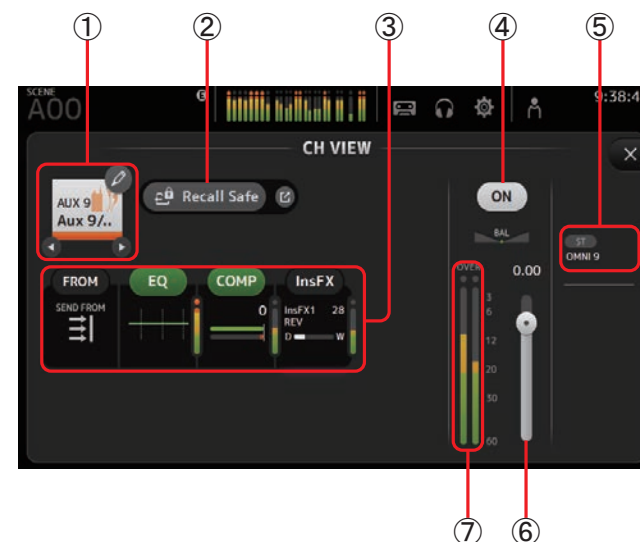 ① ② ③ ④ ⑤
SCENE
A00
E
9:38:4
CH VIEW
AUX 9
Aux 9/..
Recall Safe
ON
BAL
ST
OMNI 9
FROM EQ COMP InsFX
SEND FROM
0
InsFX1 28
REV
D W
OVER
0.00
3
6
12
20
30
60
⑦ ⑥